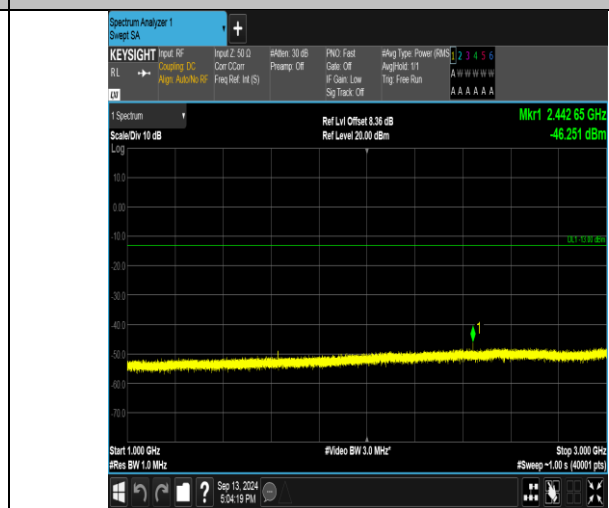 Spectrum Analyzer 1
Swept SA
+
KEYSIGHT
RL
Input: RF
Coupling: DC
Align: Auto/No RF
Input Z: 50 Ω
Corr CCorr
Freq Ref: Int (S)
#Atten: 30 dB
Preamp: Off
PNO: Fast
Gate: Off
IF Gain: Low
Sig Track: Off
#Avg Type: Power (RMS
Avg|Hold: 1/1
Trig: Free Run
1 2 3 4 5 6
A W W W W W
A A A A A A
1 Spectrum
Scale/Div 10 dB
Ref Lvl Offset 8.36 dB
Ref Level 20.00 dBm
Mkr1 2.442 65 GHz
-46.251 dBm
Log
10.0
0.00
-10.0
DL1 -13.00 dBm
-20.0
-30.0
-40.0
1
-50.0
-60.0
-70.0
Start 1.000 GHz
#Res BW 1.0 MHz
#Video BW 3.0 MHz*
Stop 3.000 GHz
#Sweep ~1.00 s (40001 pts)
?
Sep 13, 2024
5:04:19 PM